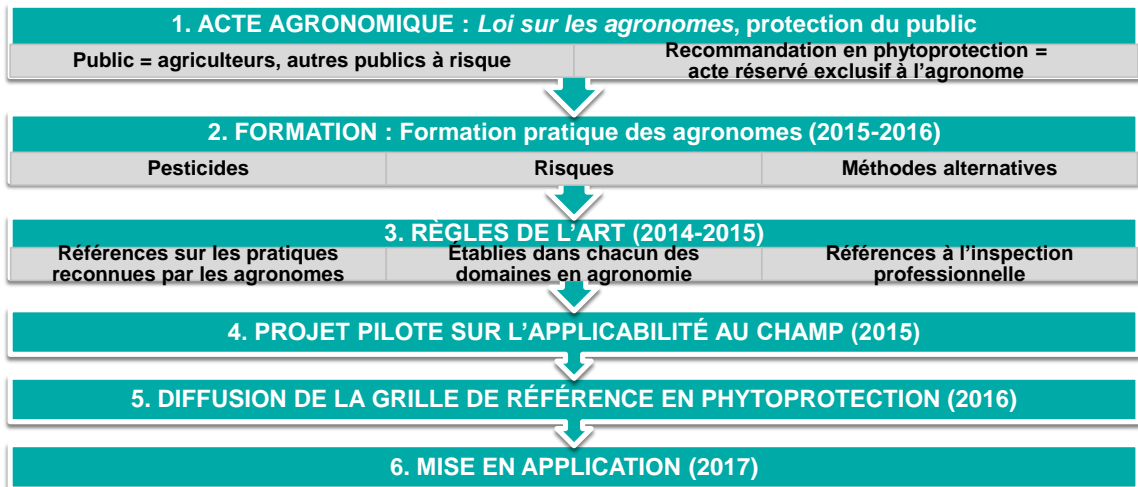 1. ACTE AGRONOMIQUE : Loi sur les agronomes, protection du public
Public = agriculteurs, autres publics à risque
Recommandation en phytoprotection =
acte réservé exclusif à l'agronome
2. FORMATION : Formation pratique des agronomes (2015-2016)
Pesticides
Risques
Méthodes alternatives
3. RÈGLES DE L'ART (2014-2015)
Références sur les pratiques
reconnues par les agronomes
Établies dans chacun des
domaines en agronomie
Références à l'inspection
professionnelle
4. PROJET PILOTE SUR L'APPLICABILITÉ AU CHAMP (2015)
5. DIFFUSION DE LA GRILLE DE RÉFÉRENCE EN PHYTOPROTECTION (2016)
6. MISE EN APPLICATION (2017)